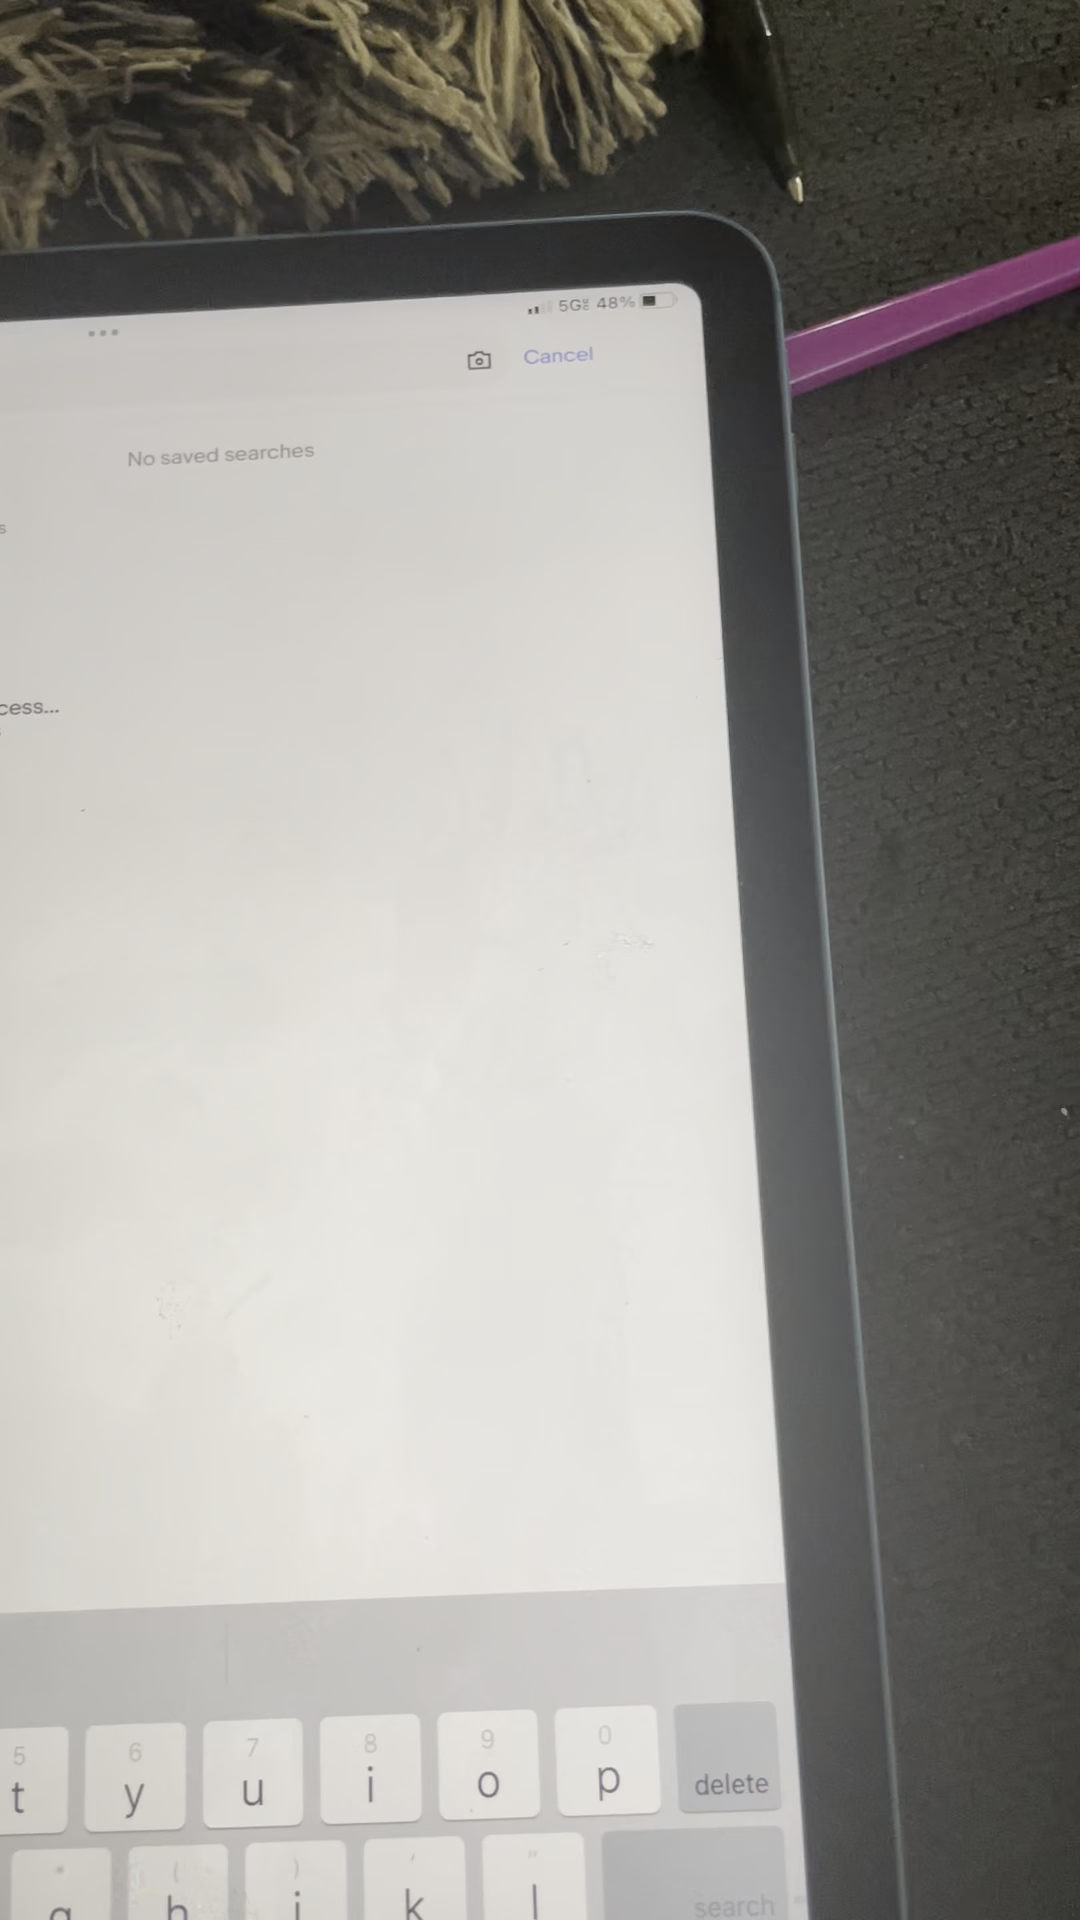 5G 48%
Cancel
No saved searches
s
cess...
5 6 7 8 9 0
t y u i o p delete
* ( ) ' "
g h j k l search